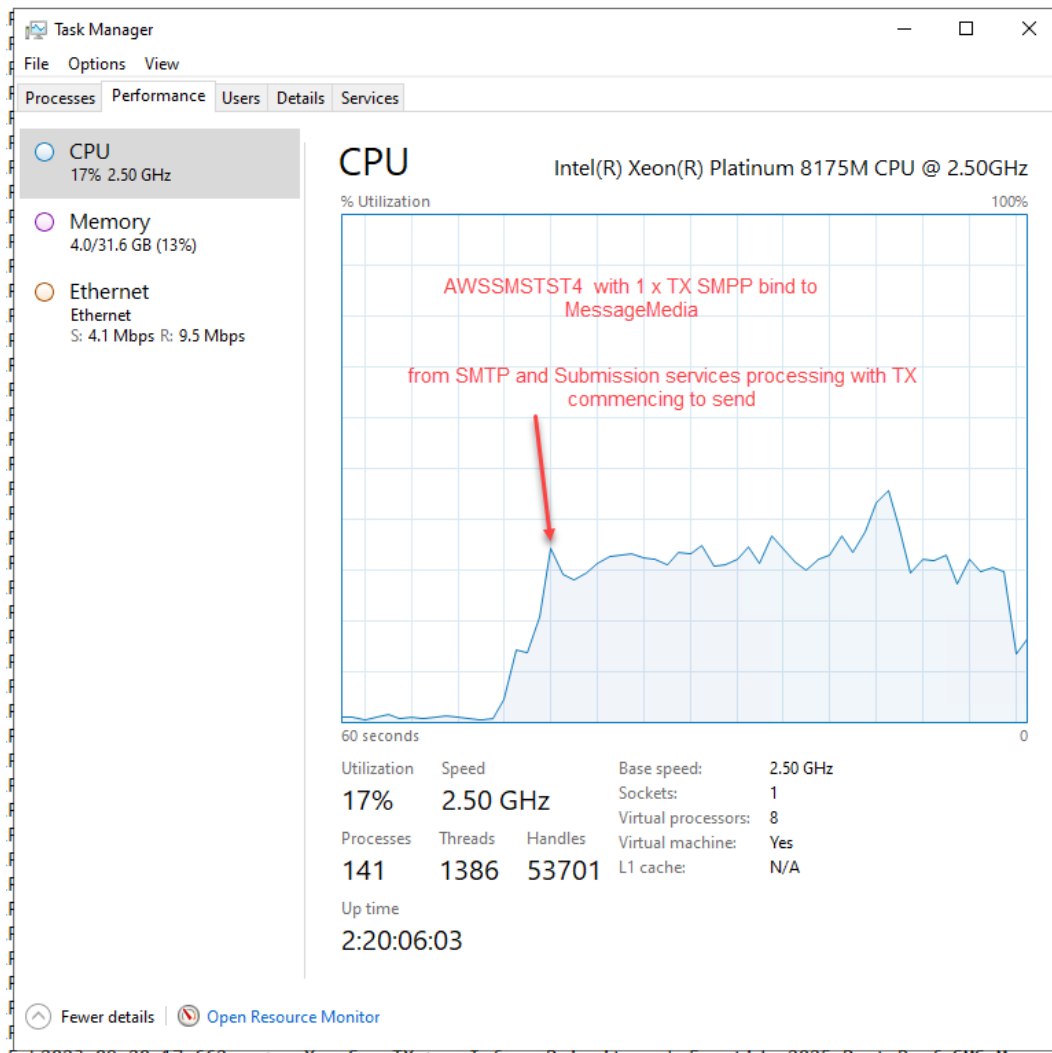 Task Manager
File Options View
Processes Performance Users Details Services
CPU
17% 2.50 GHz
Memory
4.0/31.6 GB (13%)
Ethernet
Ethernet
S: 4.1 Mbps R: 9.5 Mbps
CPU
Intel(R) Xeon(R) Platinum 8175M CPU @ 2.50GHz
% Utilization 100%
AWSSMSTST4 with 1 x TX SMPP bind to
MessageMedia
from SMTP and Submission services processing with TX
commencing to send
60 seconds 0
Utilization Speed
17% 2.50 GHz
Processes Threads Handles
141 1386 53701
Up time
2:20:06:03
Base speed: 2.50 GHz
Sockets: 1
Virtual processors: 8
Virtual machine: Yes
L1 cache: N/A
Fewer details Open Resource Monitor